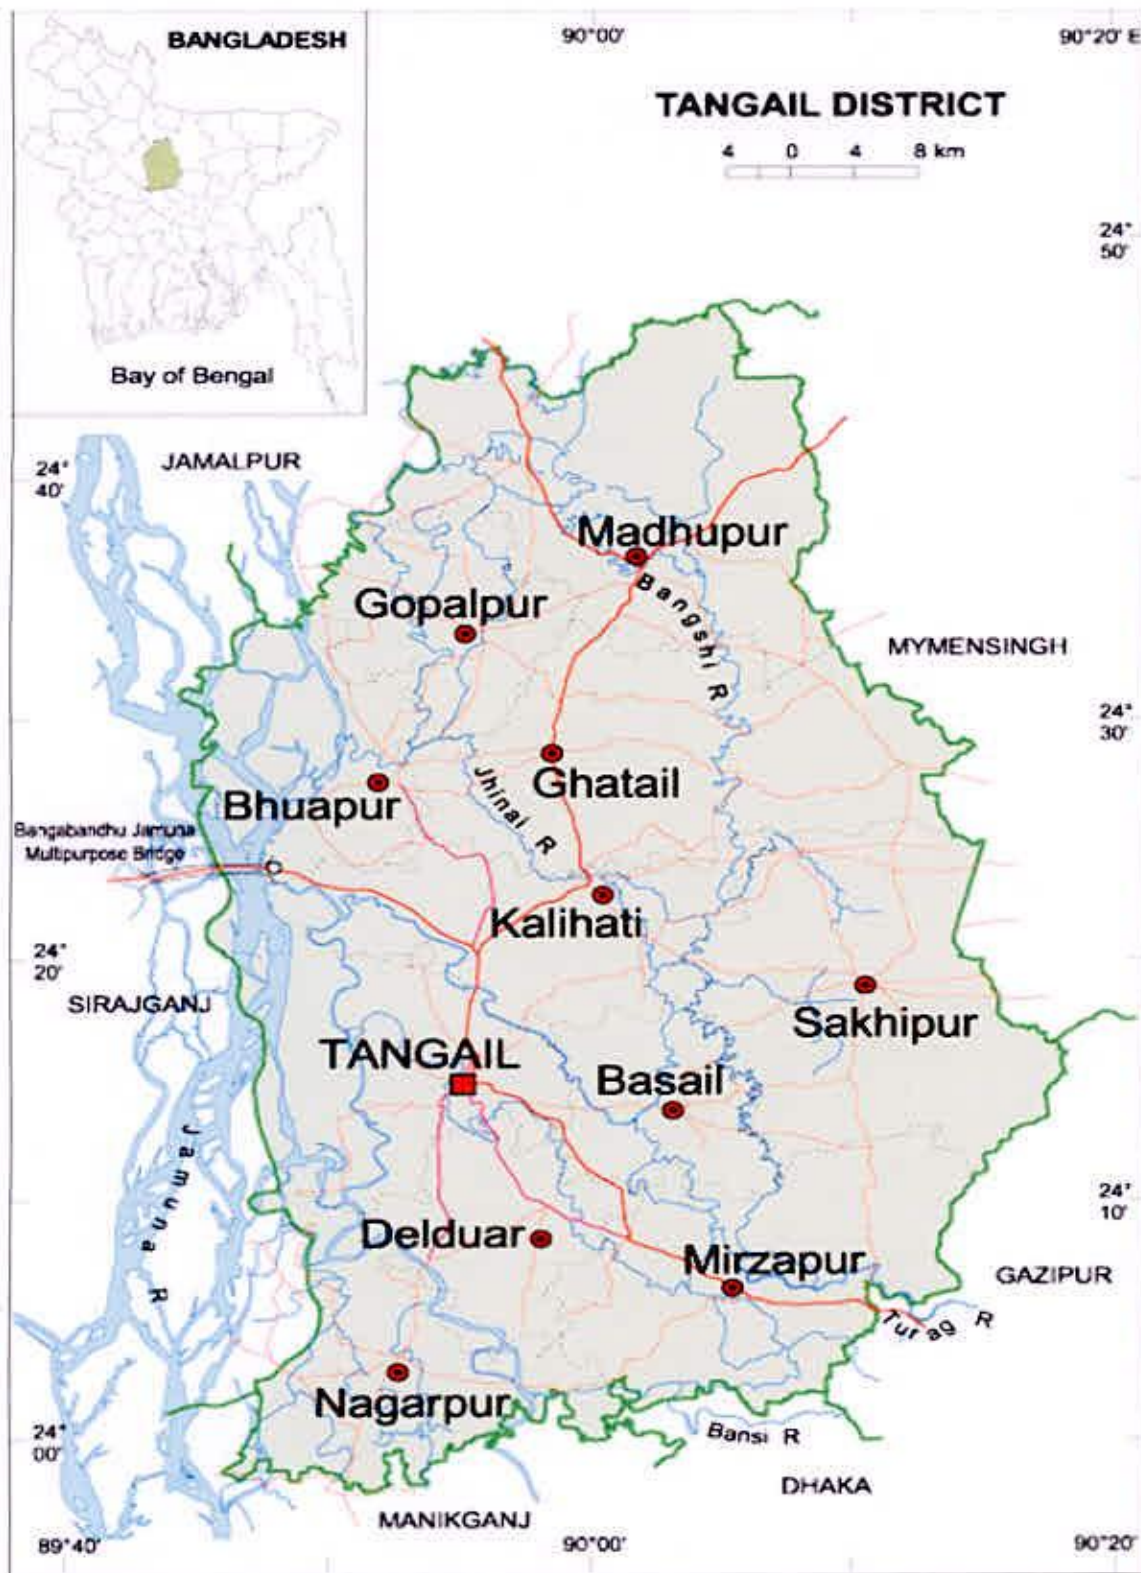 BANGLADESH
90°00'
90°20' E
TANGAIL DISTRICT
4 0 4 8 km
24°
50'
Bay of Bengal
JAMALPUR
24°
40'
Madhupur
Bangshi R
Gopalpur
MYMENSINGH
24°
30'
Ghatail
Jhinai R
Bhuapur
Bangabandhu Jamuna
Multipurpose Bridge
Kalihati
24°
20'
SIRAJGANJ
Sakhipur
TANGAIL
Basail
Jamuna R
24°
10'
Delduar
Mirzapur
GAZIPUR
Turag R
Nagarpur
Bansi R
24°
00'
DHAKA
MANIKGANJ
89°40'
90°00'
90°20'